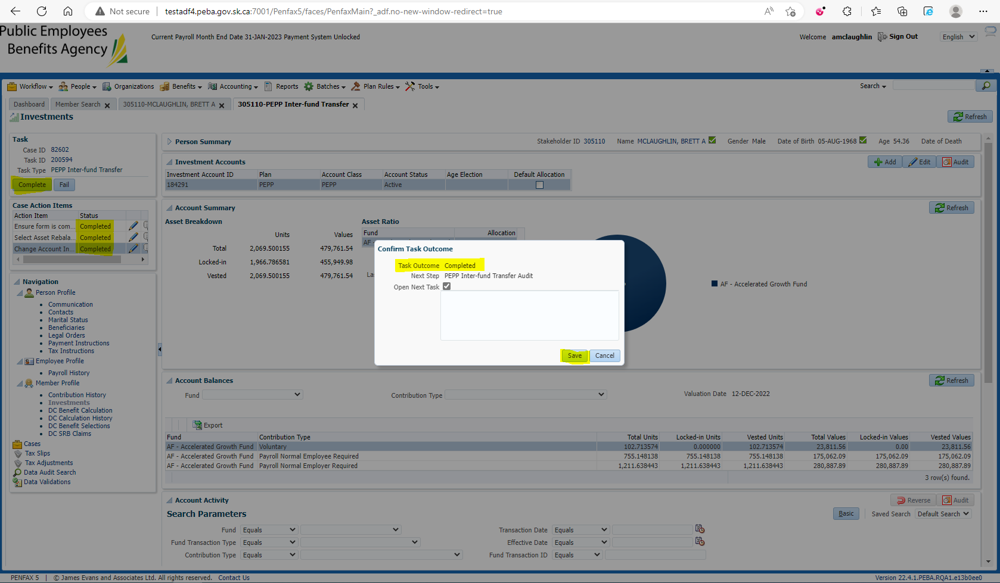 Not secure | testadf4.peba.gov.sk.ca:7001/Penfax5/faces/PenfaxMain?_adf.no-new-window-redirect=true
Public Employees
Benefits Agency
Current Payroll Month End Date 31-JAN-2023 Payment System Unlocked
Welcome amclaughlin Sign Out English
Workflow People Organizations Benefits Accounting Reports Batches Plan Rules Tools Search
Dashboard Member Search 305110-MCLAUGHLIN, BRETT A 305110-PEPP Inter-fund Transfer
Investments Refresh
Task
Case ID 82602
Task ID 200594
Task Type PEPP Inter-fund Transfer
Complete Fail
Case Action Items
Action Item Status
Ensure form is com... Completed
Select Asset Rebala... Completed
Change Account In... Completed
Navigation
Person Profile
Communication
Contacts
Marital Status
Beneficiaries
Legal Orders
Payment Instructions
Tax Instructions
Employee Profile
Payroll History
Member Profile
Contribution History
Investments
DC Benefit Calculation
DC Calculation History
DC Benefit Selections
DC SRB Claims
Cases
Tax Slips
Tax Adjustments
Data Audit Search
Data Validations
Person Summary Stakeholder ID 305110 Name MCLAUGHLIN, BRETT A Gender Male Date of Birth 05-AUG-1968 Age 54.36 Date of Death
Investment Accounts Add Edit Audit
Investment Account ID Plan Account Class Account Status Age Election Default Allocation
184291 PEPP PEPP Active
Account Summary Refresh
Asset Breakdown Asset Ratio
Units Values Fund Allocation
AF -
Total 2,069.500155 479,761.54
Locked-in 1,966.786581 455,949.98
Vested 2,069.500155 479,761.54 La
AF - Accelerated Growth Fund
Confirm Task Outcome
Task Outcome Completed
Next Step PEPP Inter-fund Transfer Audit
Open Next Task
Save Cancel
Account Balances Refresh
Fund Contribution Type Valuation Date 12-DEC-2022
Export
Fund Contribution Type Total Units Locked-in Units Vested Units Total Values Locked-in Values Vested Values
AF - Accelerated Growth Fund Voluntary 102.713574 0.000000 102.713574 23,811.56 0.00 23,811.56
AF - Accelerated Growth Fund Payroll Normal Employee Required 755.148138 755.148138 755.148138 175,062.09 175,062.09 175,062.09
AF - Accelerated Growth Fund Payroll Normal Employer Required 1,211.638443 1,211.638443 1,211.638443 280,887.89 280,887.89 280,887.89
3 row(s) found.
Account Activity Reverse Audit
Search Parameters Basic Saved Search Default Search
Fund Equals Transaction Date Equals
Fund Transaction Type Equals Effective Date Equals
Contribution Type Equals Fund Transaction ID Equals
PENFAX 5 | © James Evans and Associates Ltd. All rights reserved. Contact Us Version 22.4.1.PEBA.RQA1.e13b0ee0